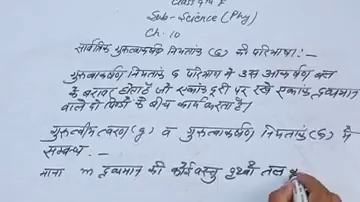 Class 9th
Sub- Science (Phy)
Ch. 10
सार्वत्रिक गुरुत्वाकर्षण नियतांक (G) की परिभाषा:-
गुरुत्वाकर्षण नियतांक G परिमाण में उस आकर्षण बल
के बराबर होता है जो एकांक दूरी पर रखे एकांक द्रव्यमान
वाले दो पिंडों के बीच कार्य करता है।
गुरुत्वीय त्वरण (g) व गुरुत्वाकर्षण नियतांक (G) में
सम्बन्ध.-
माना m द्रव्यमान की कोई वस्तु पृथ्वी तल